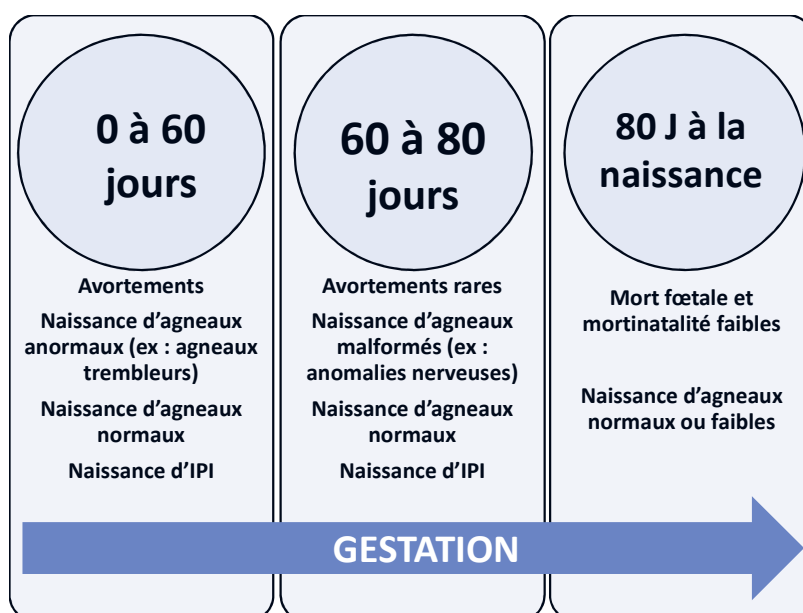 0 à 60
jours
Avortements
Naissance d’agneaux
anormaux (ex : agneaux
trembleurs)
Naissance d’agneaux
normaux
Naissance d’IPI
60 à 80
jours
Avortements rares
Naissance d’agneaux
malformés (ex :
anomalies nerveuses)
Naissance d’agneaux
normaux
Naissance d’IPI
80 J à la
naissance
Mort fœtale et
mortinatalité faibles
Naissance d’agneaux
normaux ou faibles
GESTATION